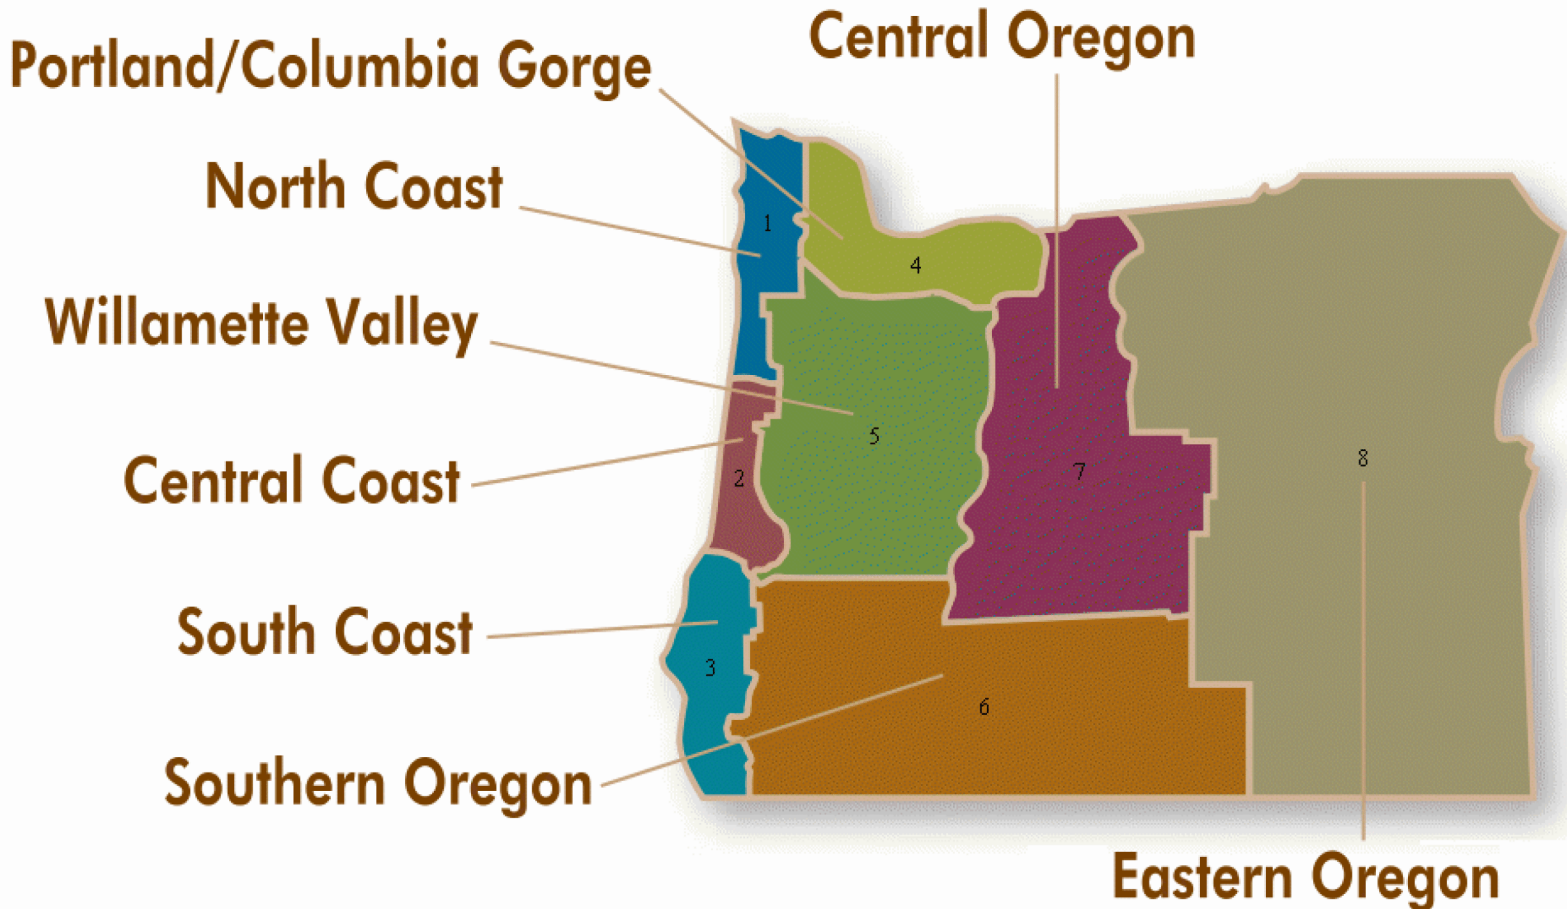 Central Oregon
Portland/Columbia Gorge
North Coast
1
4
Willamette Valley
5
Central Coast
2
7
8
South Coast
3
6
Southern Oregon
Eastern Oregon